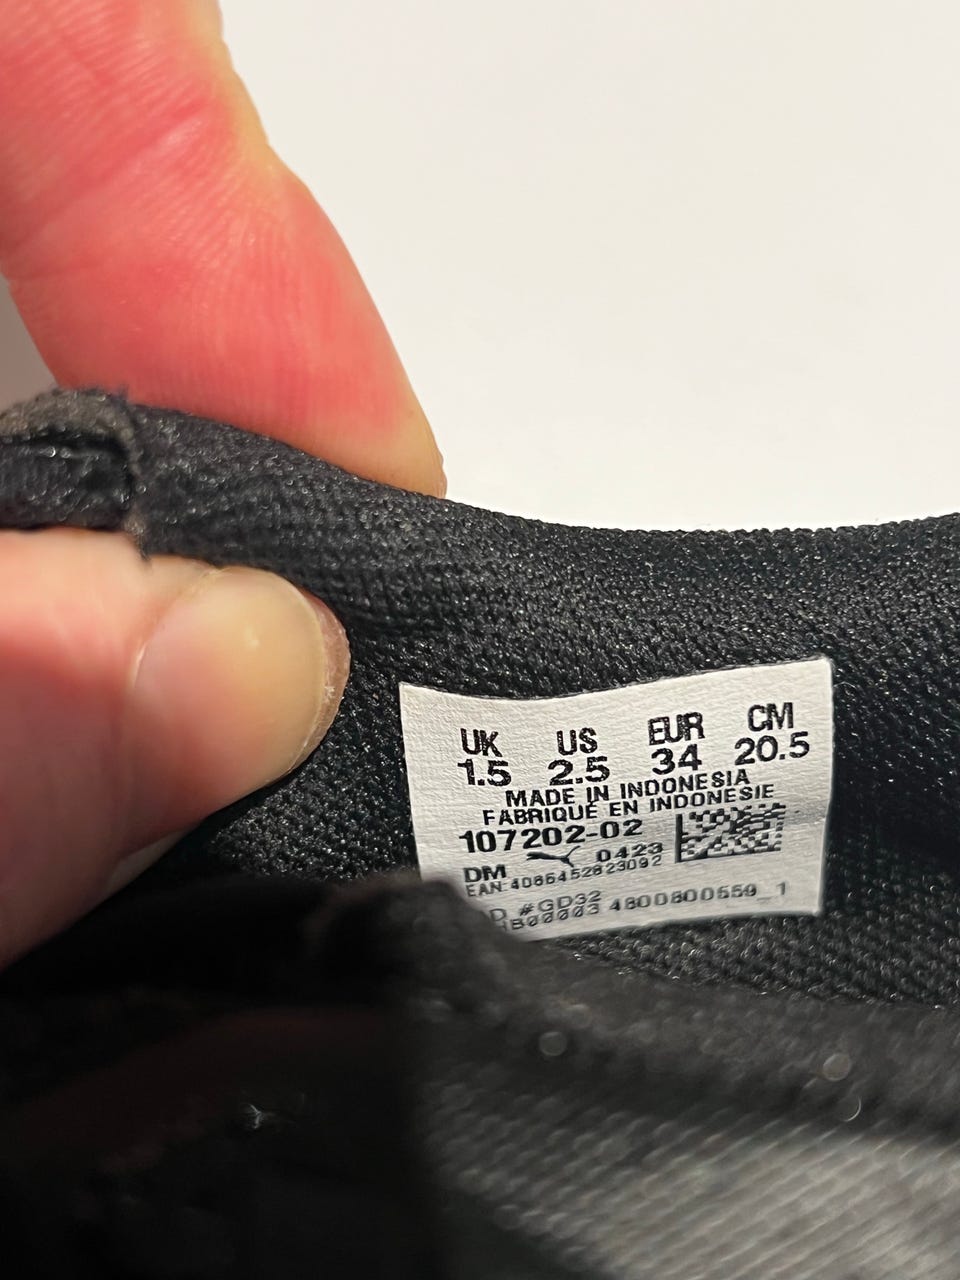 UK US EUR CM
1.5 2.5 34 20.5
MADE IN INDONESIA
FABRIQUÉ EN INDONESIE
107202-02
DM 0423
EAN:4065452823092
#GD32
4800800559_1